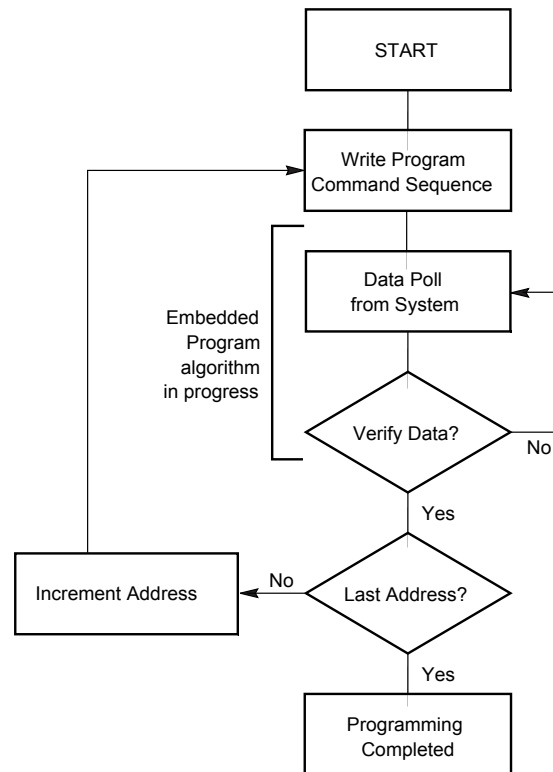 START
Write Program
Command Sequence
Data Poll
from System
Embedded
Program
algorithm
in progress
Verify Data?
No
Yes
Last Address?
No
Increment Address
Yes
Programming
Completed